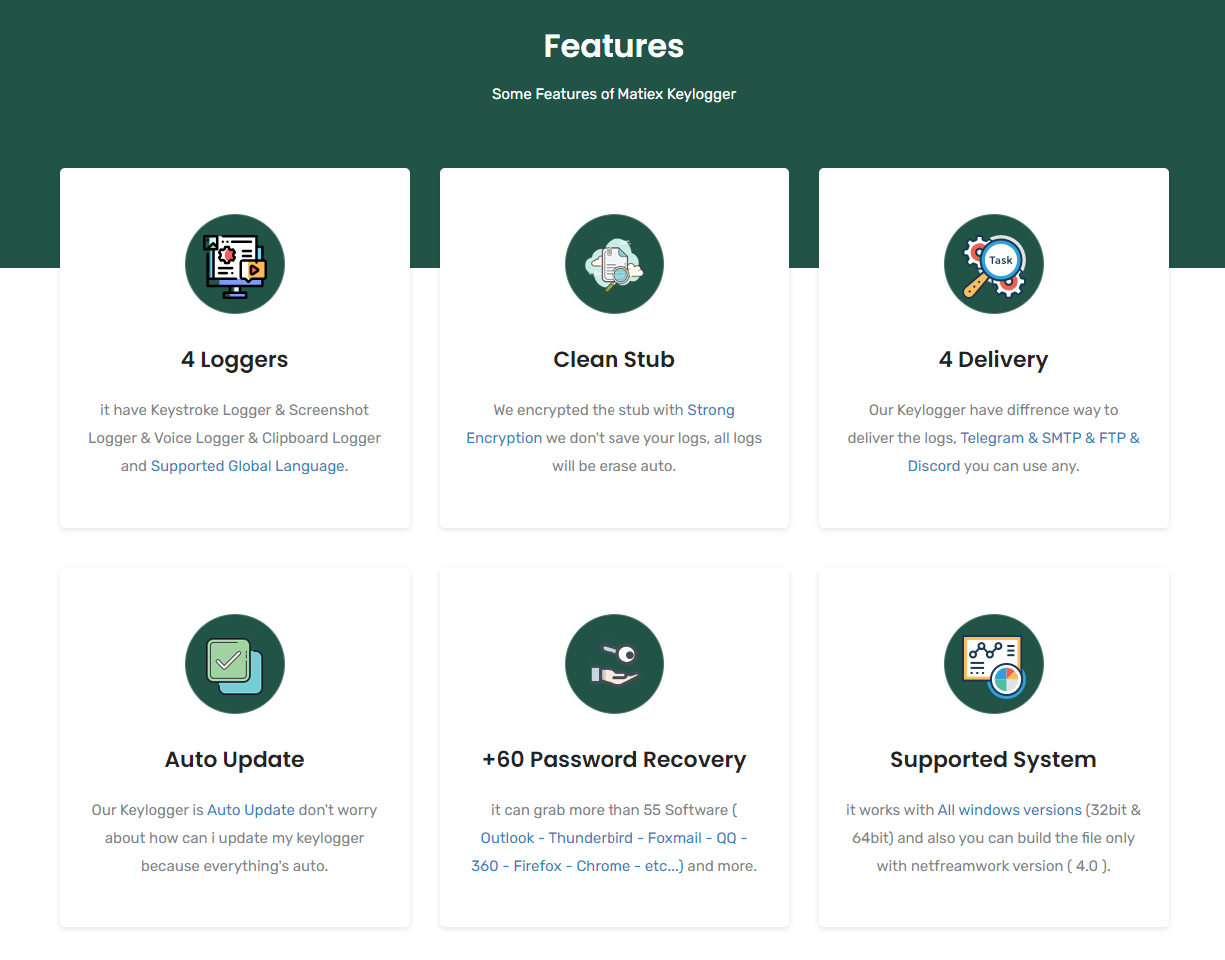 Features
Some Features of Matiex Keylogger
4 Loggers
it have Keystroke Logger & Screenshot
Logger & Voice Logger & Clipboard Logger
and Supported Global Language.
Clean Stub
We encrypted the stub with Strong
Encryption we don't save your logs, all logs
will be erase auto.
Task
4 Delivery
Our Keylogger have diffrence way to
deliver the logs, Telegram & SMTP & FTP &
Discord you can use any.
Auto Update
Our Keylogger is Auto Update don't worry
about how can i update my keylogger
because everything's auto.
+60 Password Recovery
it can grab more than 55 Software (
Outlook - Thunderbird - Foxmail - QQ -
360 - Firefox - Chrome - etc...) and more.
Supported System
it works with All windows versions (32bit &
64bit) and also you can build the file only
with netfreamwork version ( 4.0 ).